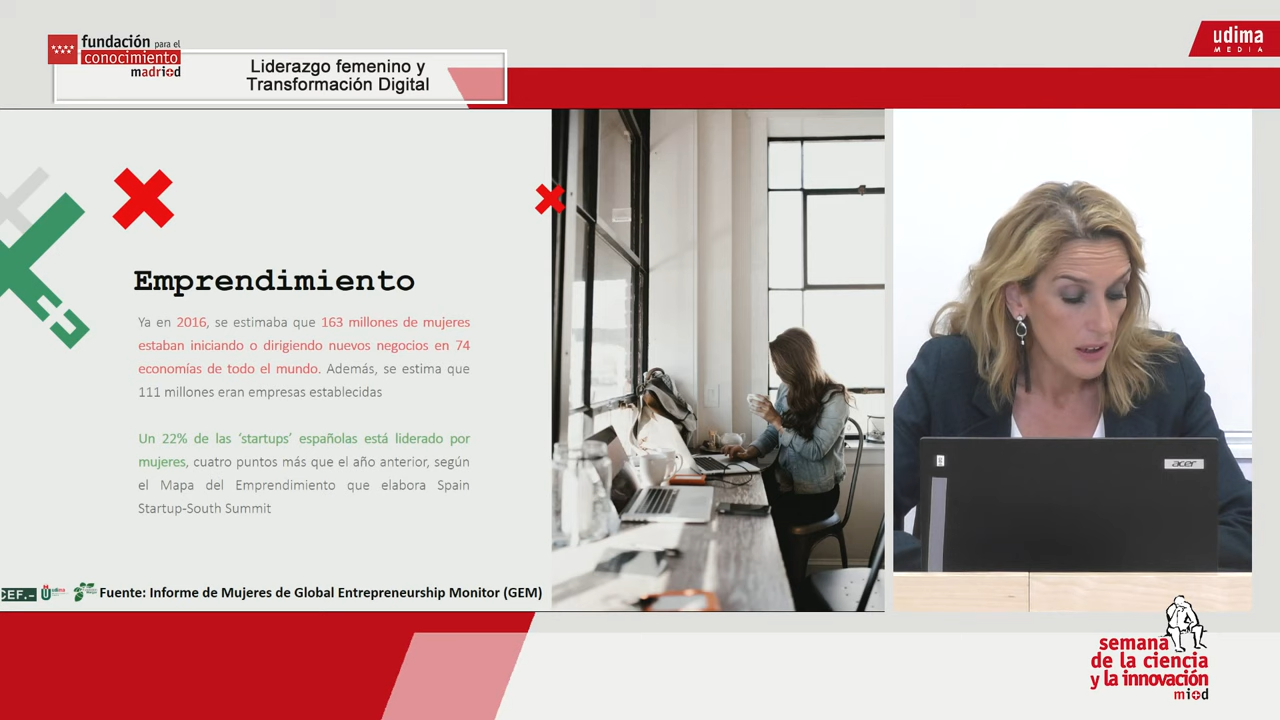 fundación para el
conocimiento
madri+d
Liderazgo femenino y
Transformación Digital
udima
MEDIA
Emprendimiento
Ya en 2016, se estimaba que 163 millones de mujeres
estaban iniciando o dirigiendo nuevos negocios en 74
economías de todo el mundo. Además, se estima que
111 millones eran empresas establecidas
Un 22% de las ‘startups’ españolas está liderado por
mujeres, cuatro puntos más que el año anterior, según
el Mapa del Emprendimiento que elabora Spain
Startup-South Summit
CEF.-
udima
Fuente: Informe de Mujeres de Global Entrepreneurship Monitor (GEM)
acer
semana
de la ciencia
y la innovación
mi+d